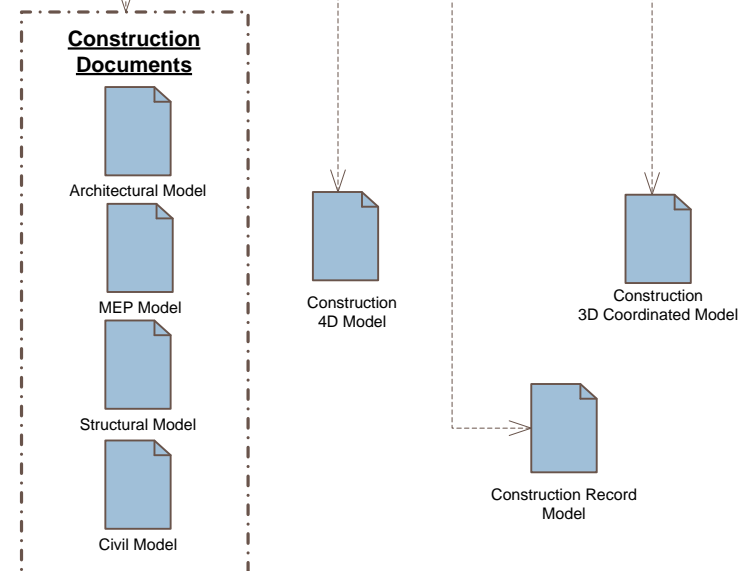 Construction
Documents
Architectural Model
MEP Model
Structural Model
Civil Model
Construction
4D Model
Construction Record
Model
Construction
3D Coordinated Model